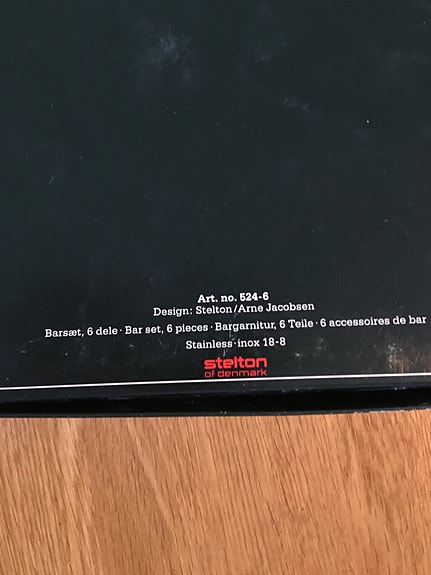 Art. no. 524-6
Design: Stelton/Arne Jacobsen
Barsæt, 6 dele · Bar set, 6 pieces · Bargarnitur, 6 Teile · 6 accessoires de bar
Stainless·inox 18-8
stelton
of denmark